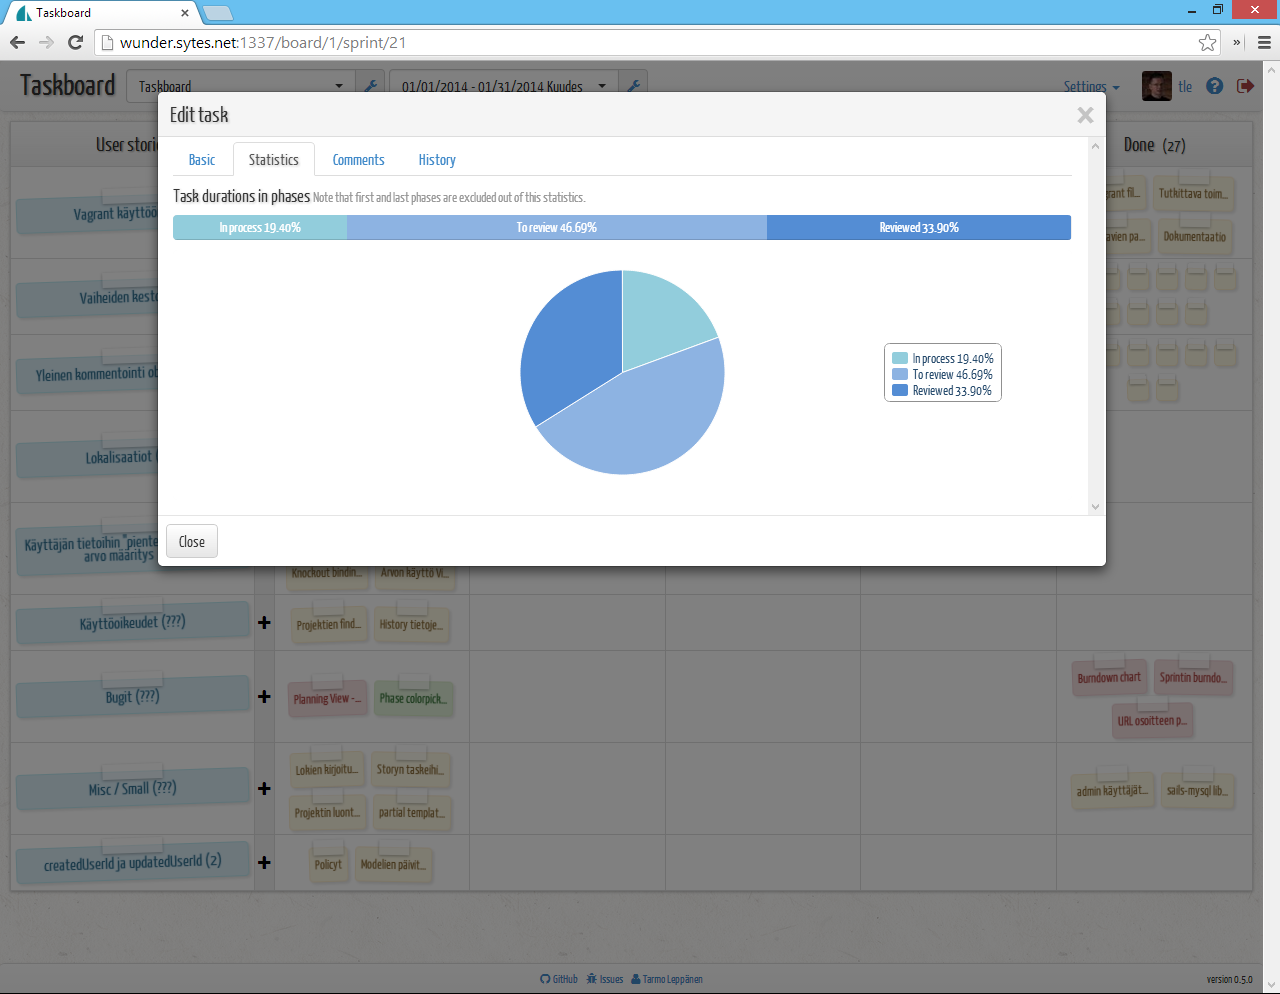 Taskboard
wunder.sytes.net:1337/board/1/sprint/21
Taskboard
Taskboard
01/01/2014 - 01/31/2014 Kuudes
Settings
tle
Edit task
Basic
Statistics
Comments
History
Task durations in phases Note that first and last phases are excluded out of this statistics.
In process 19.40%
To review 46.69%
Reviewed 33.90%
In process 19.40%
To review 46.69%
Reviewed 33.90%
Close
User stori
Done (27)
Vagrant käyttöö
grant fil...
Tutkittava toim...
avien pa...
Dokumentaatio
Vaiheiden kest
Yleinen kommentointi ob
Lokalisaatiot (
Käyttäjän tietoihin "piente
arvo määritys
Knockout bindin...
Arvon käyttö Vi...
Käyttöoikeudet (???)
Projektien find...
History tietoje...
Bugit (???)
Planning View -...
Phase colorpick...
Burndown chart
Sprintin burndo...
URL osoitteen p...
Misc / Small (???)
Lokien kirjoitu...
Storyn taskeihi...
Projektin luont...
partial templat...
admin käyttäjät...
sails-mysql lib...
createdUserId ja updatedUserId (2)
Policyt
Modelien päivit...
GitHub
Issues
Tarmo Leppänen
version 0.5.0